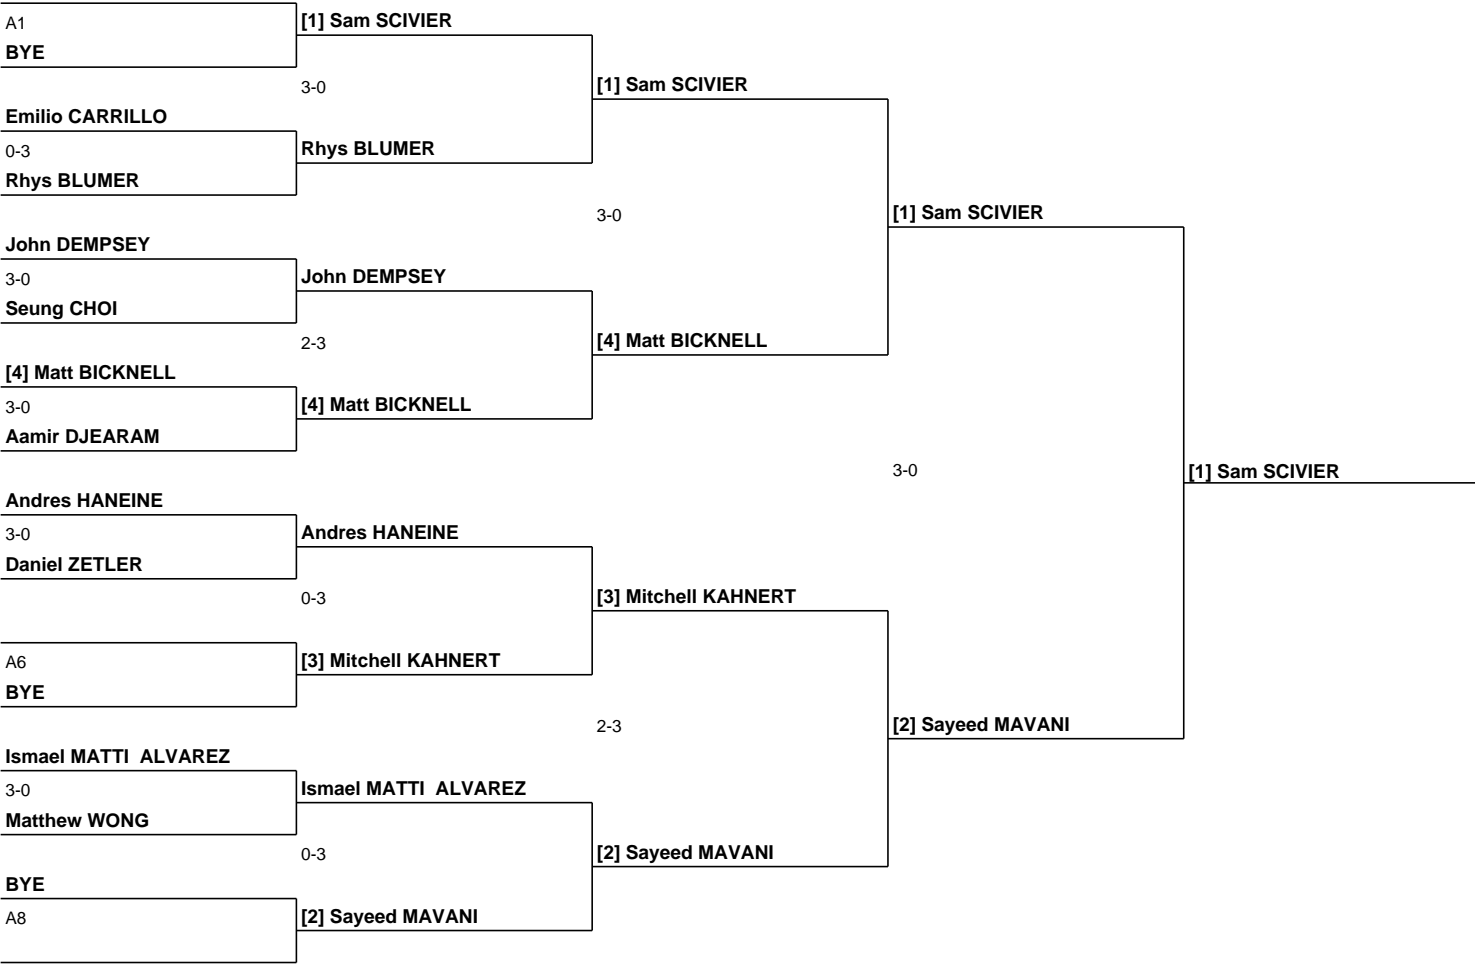 A1
BYE
[1] Sam SCIVIER
3-0
Emilio CARRILLO
0-3
Rhys BLUMER
Rhys BLUMER
[1] Sam SCIVIER
3-0
John DEMPSEY
3-0
Seung CHOI
John DEMPSEY
2-3
[4] Matt BICKNELL
3-0
Aamir DJEARAM
[4] Matt BICKNELL
[4] Matt BICKNELL
[1] Sam SCIVIER
3-0
[1] Sam SCIVIER
Andres HANEINE
3-0
Daniel ZETLER
Andres HANEINE
0-3
A6
BYE
[3] Mitchell KAHNERT
[3] Mitchell KAHNERT
2-3
Ismael MATTI  ALVAREZ
3-0
Matthew WONG
Ismael MATTI  ALVAREZ
0-3
BYE
A8
[2] Sayeed MAVANI
[2] Sayeed MAVANI
[2] Sayeed MAVANI